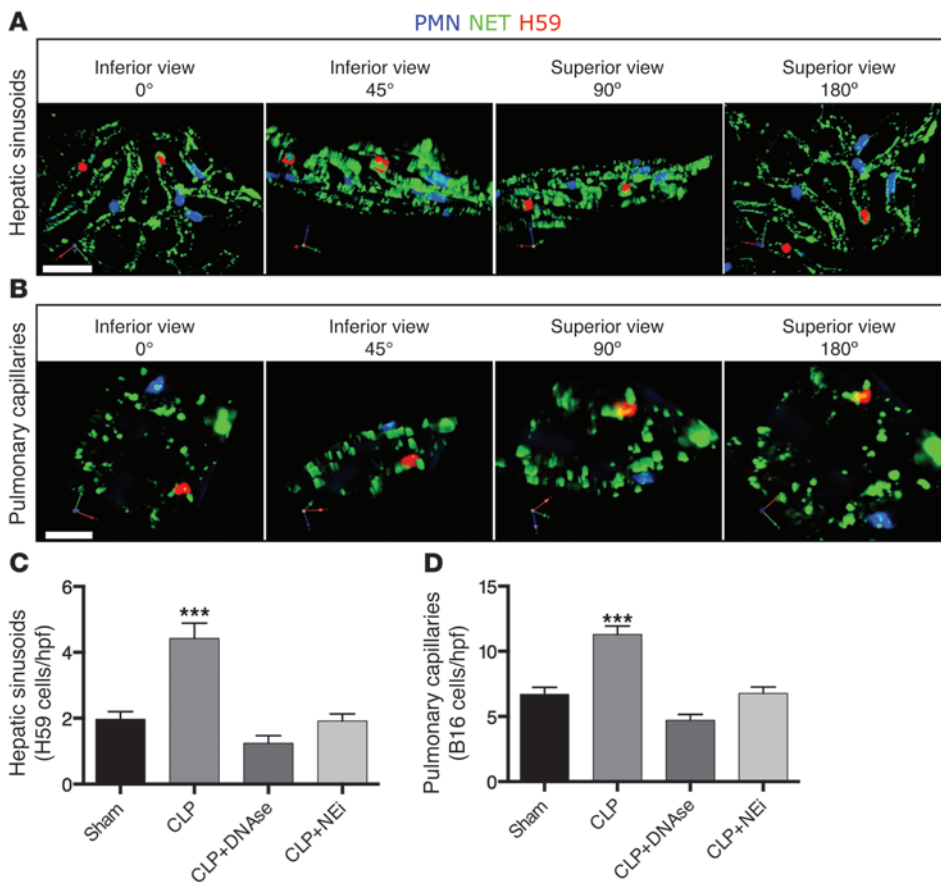 A
PMN NET H59
Hepatic sinusoids
Inferior view
0°
Inferior view
45°
Superior view
90°
Superior view
180°
B
Pulmonary capillaries
Inferior view
0°
Inferior view
45°
Superior view
90°
Superior view
180°
C
Hepatic sinusoids
(H59 cells/hpf)
6
4
2
0
***
Sham
CLP
CLP+DNAse
CLP+NEi
D
Pulmonary capillaries
(B16 cells/hpf)
15
10
5
0
***
Sham
CLP
CLP+DNAse
CLP+NEi